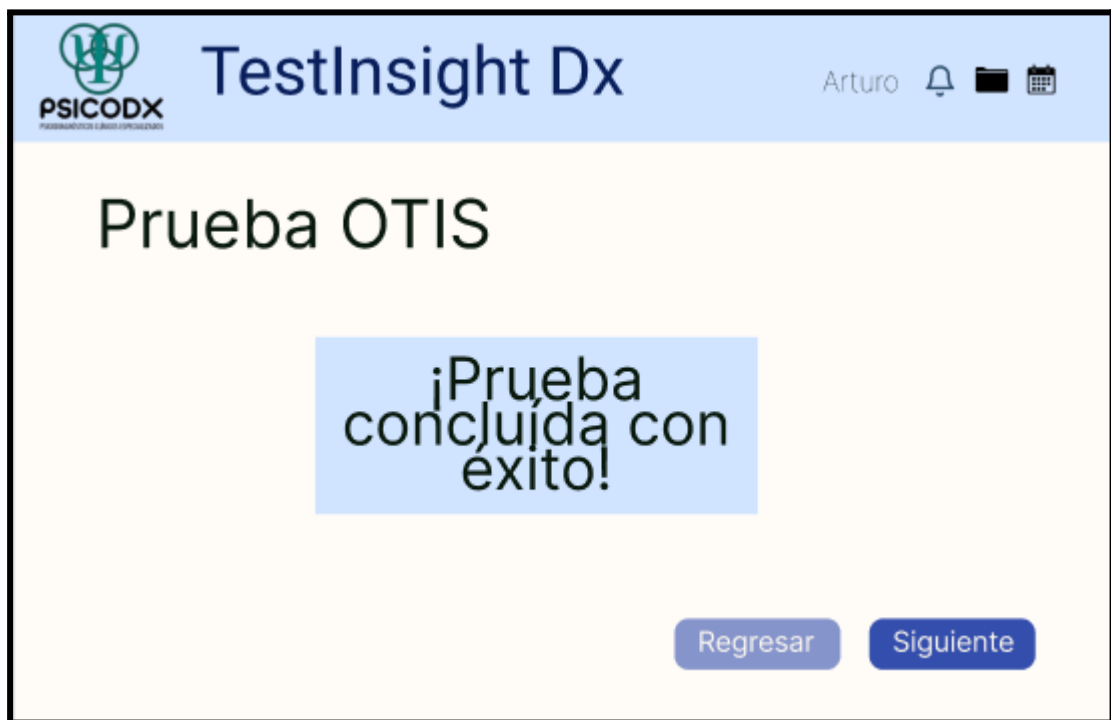 TestInsight Dx
Arturo
PSICODX
Prueba OTIS
¡Prueba
concluída con
éxito!
Regresar
Siguiente